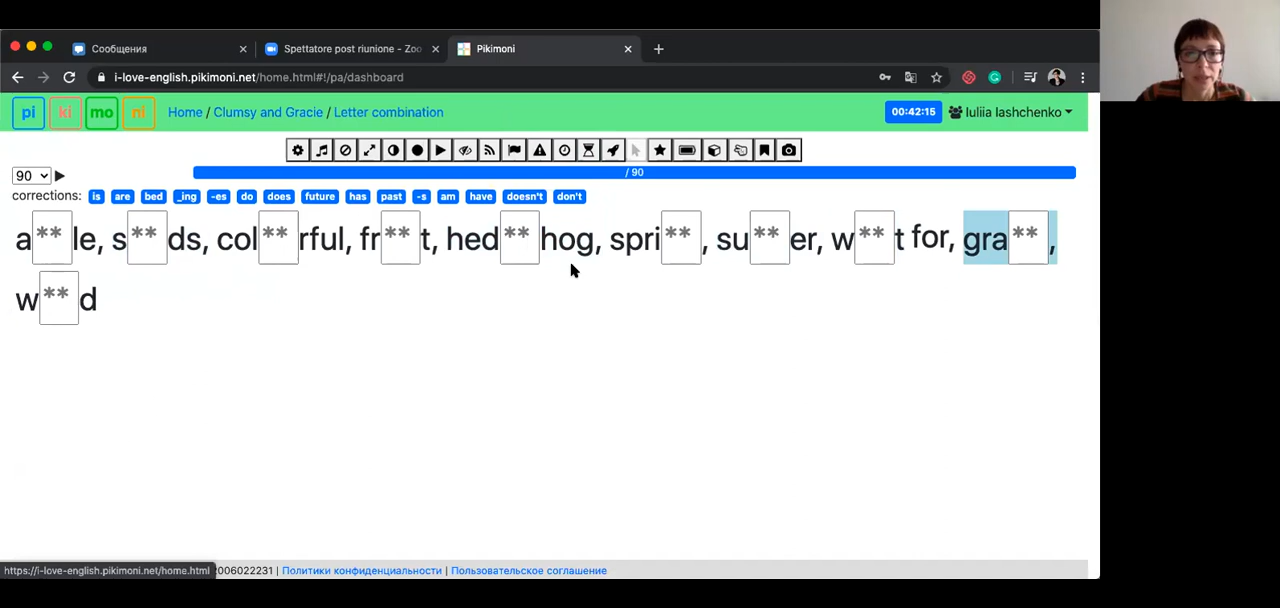 Сообщения
Spettatore post riunione - Zoo
Pikimoni
i-love-english.pikimoni.net/home.html#!/pa/dashboard
pi ki mo ni Home / Clumsy and Gracie / Letter combination 00:42:15 Iuliia Iashchenko
90 / 90
corrections: is are bed _ing -es do does future has past -s am have doesn't don't
a**le, s**ds, col**rful, fr**t, hed**hog, spri**, su**er, w**t for, gra**,
w**d
https://i-love-english.pikimoni.net/home.html 2006022231 | Политики конфиденциальности | Пользовательское соглашение